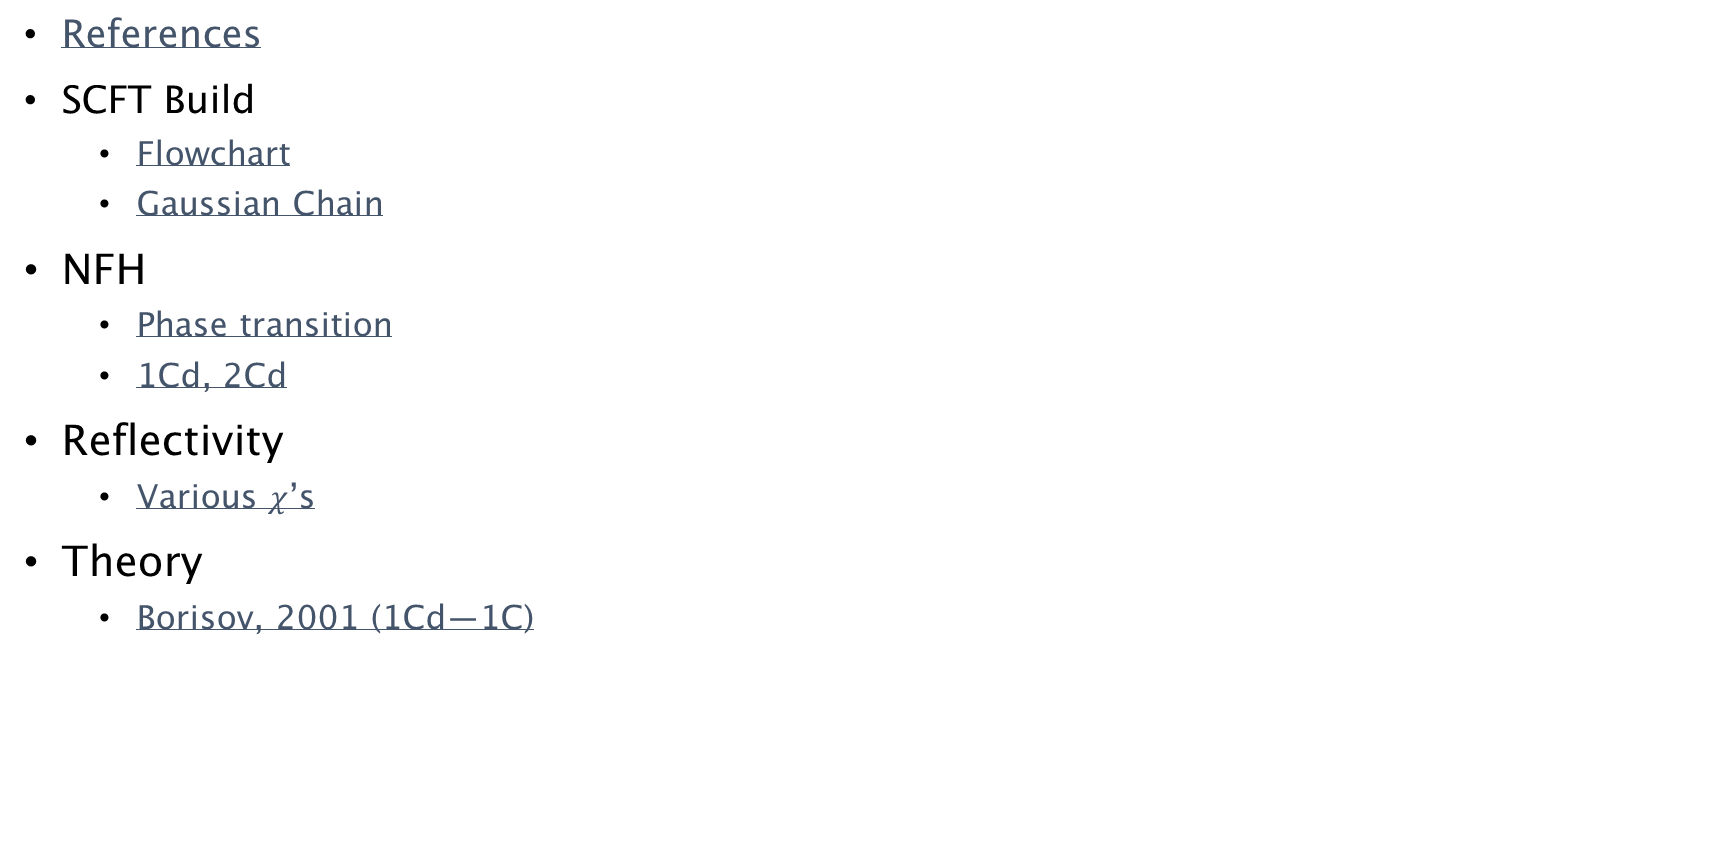 • References
• SCFT Build
• Flowchart
• Gaussian Chain
• NFH
• Phase transition
• 1Cd, 2Cd
• Reflectivity
• Various χ’s
• Theory
• Borisov, 2001 (1Cd—1C)